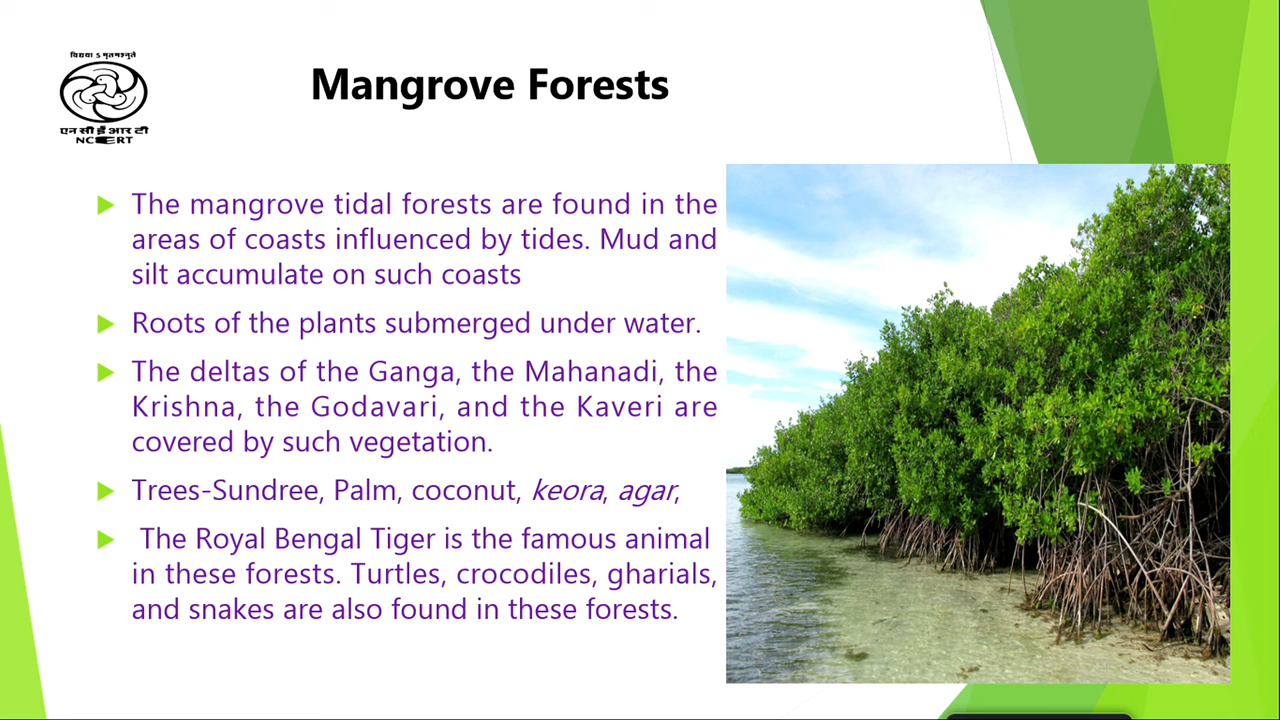 विद्यया ऽ मृतमश्नुते
एन सी ई आर टी
NCERT
Mangrove Forests
The mangrove tidal forests are found in the
areas of coasts influenced by tides. Mud and
silt accumulate on such coasts
Roots of the plants submerged under water.
The deltas of the Ganga, the Mahanadi, the
Krishna, the Godavari, and the Kaveri are
covered by such vegetation.
Trees-Sundree, Palm, coconut, keora, agar,
The Royal Bengal Tiger is the famous animal
in these forests. Turtles, crocodiles, gharials,
and snakes are also found in these forests.